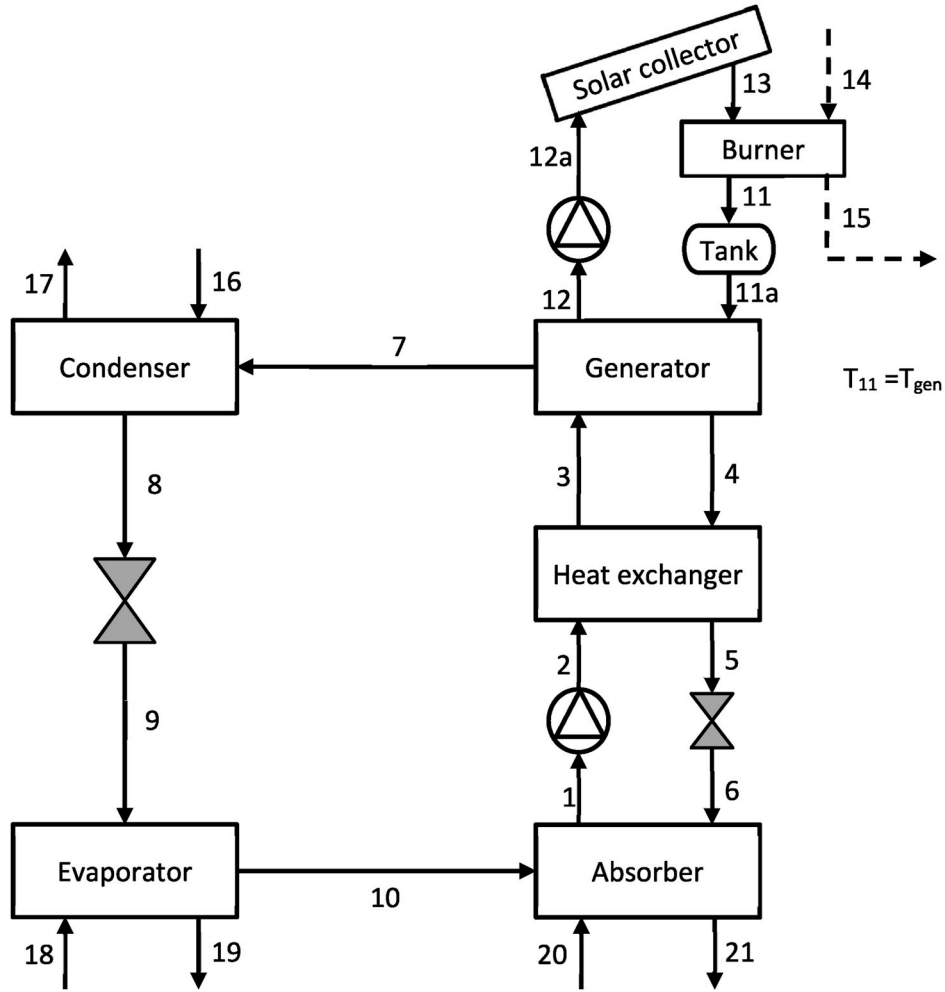 Solar collector
13
14
12a
Burner
11
15
Tank
17
16
12
11a
7
Condenser
Generator
T11 =Tgen
8
3
4
Heat exchanger
2
5
9
1
6
Evaporator
Absorber
10
18
19
20
21